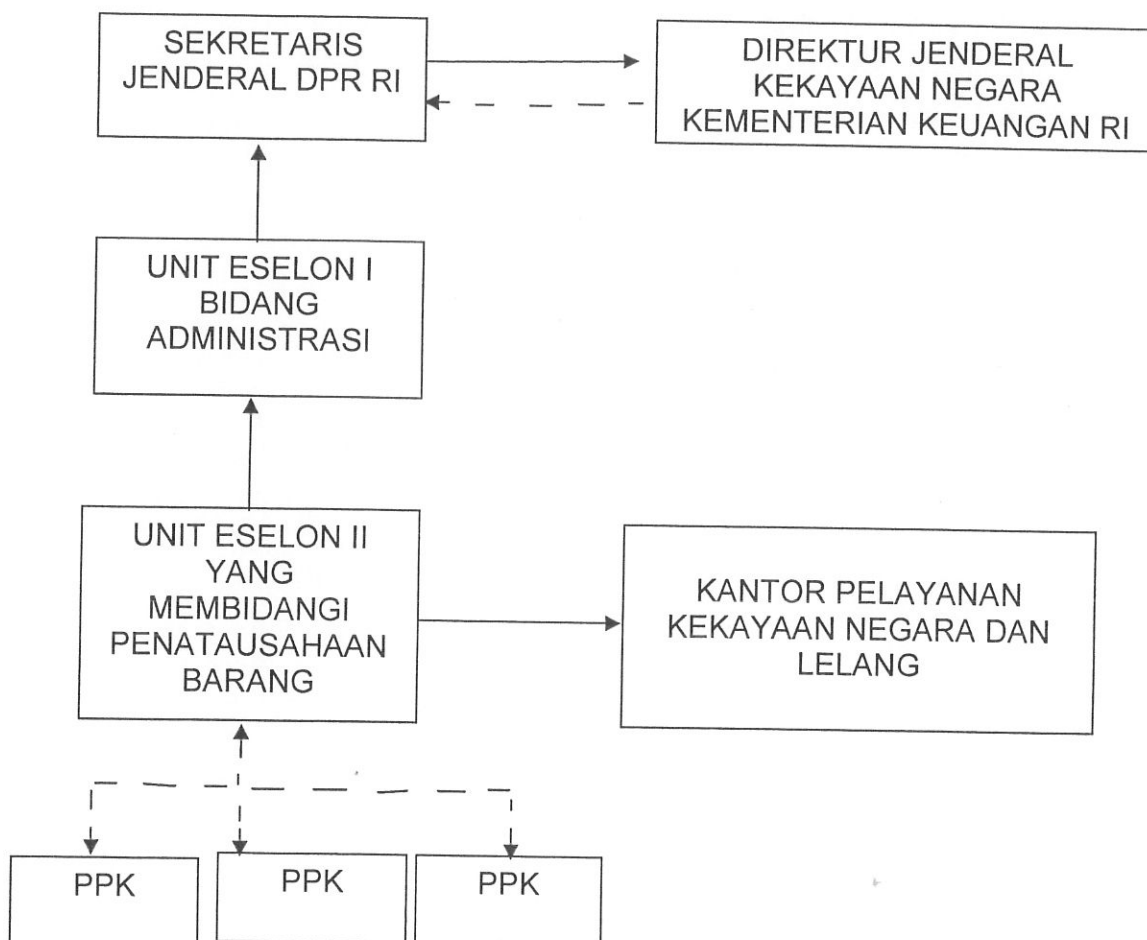 SEKRETARIS
JENDERAL DPR RI
DIREKTUR JENDERAL
KEKAYAAN NEGARA
KEMENTERIAN KEUANGAN RI
UNIT ESELON I
BIDANG
ADMINISTRASI
UNIT ESELON II
YANG
MEMBIDANGI
PENATAUSAHAAN
BARANG
KANTOR PELAYANAN
KEKAYAAN NEGARA DAN
LELANG
PPK
PPK
PPK